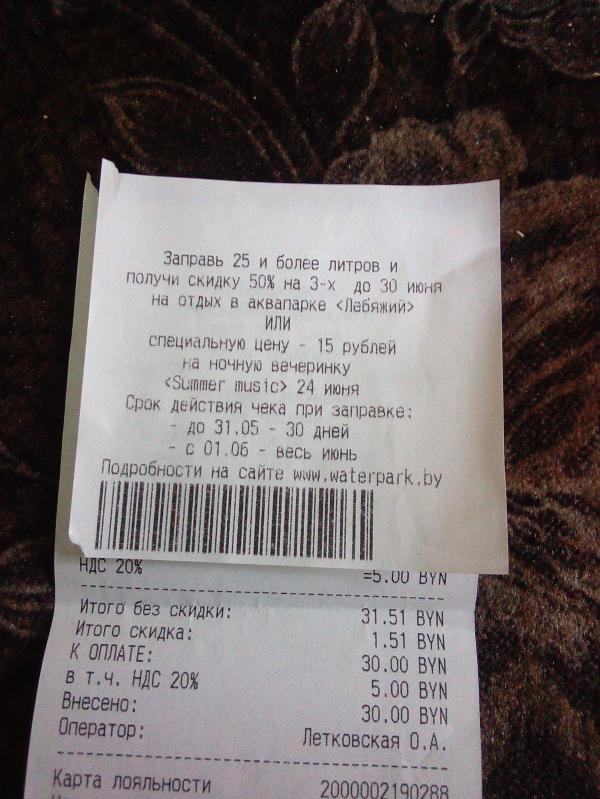 Заправь 25 и более литров и
получи скидку 50% на 3-х до 30 июня
на отдых в аквапарке <Лебяжий>
ИЛИ
специальную цену - 15 рублей
на ночную вечеринку
<Summer music> 24 июня
Срок действия чека при заправке:
- до 31.05 - 30 дней
- с 01.06 - весь июнь
Подробности на сайте www.waterpark.by
НДС 20% =5.00 BYN
Итого без скидки: 31.51 BYN
Итого скидка: 1.51 BYN
К ОПЛАТЕ: 30.00 BYN
в т.ч. НДС 20% 5.00 BYN
Внесено: 30.00 BYN
Оператор: Летковская О.А.
Карта лояльности 2000002190288